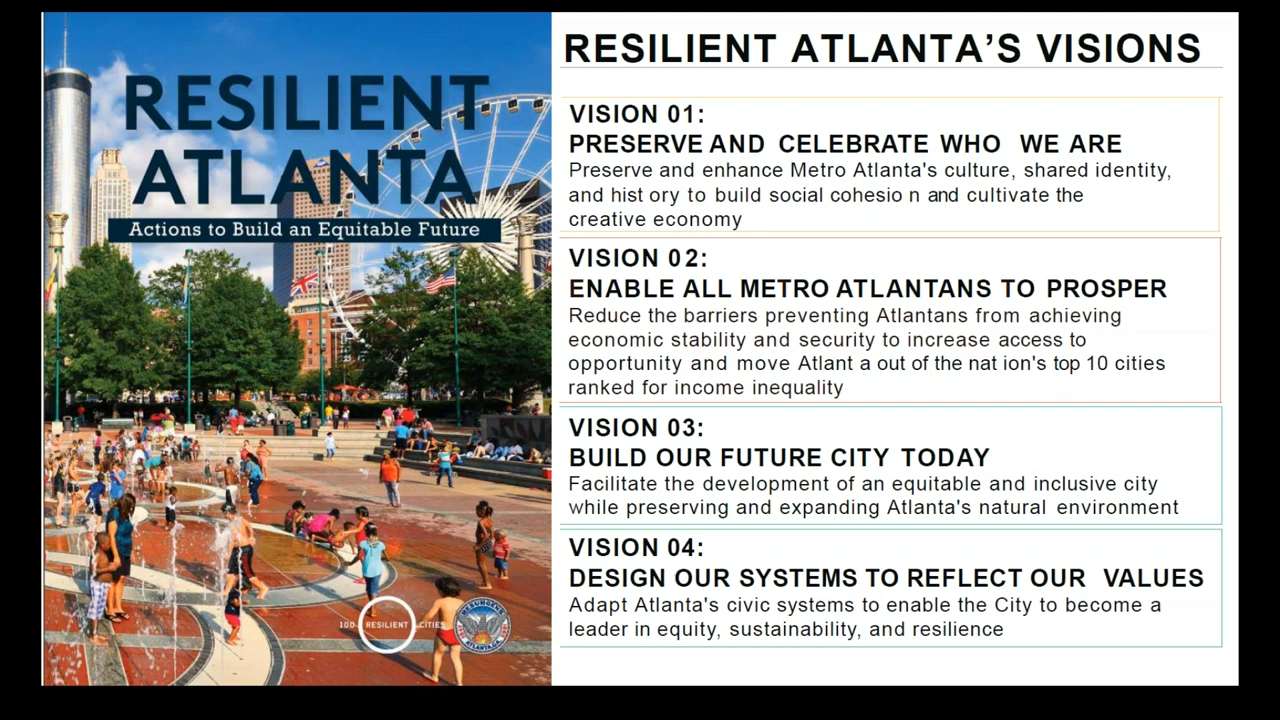 RESILIENT
ATLANTA
Actions to Build an Equitable Future
100 RESILIENT CITIES
RESURGENS
ATLANTA, GA
RESILIENT ATLANTA’S VISIONS
VISION 01:
PRESERVE AND CELEBRATE WHO WE ARE
Preserve and enhance Metro Atlanta's culture, shared identity,
and hist ory to build social cohesio n and cultivate the
creative economy
VISION 02:
ENABLE ALL METRO ATLANTANS TO PROSPER
Reduce the barriers preventing Atlantans from achieving
economic stability and security to increase access to
opportunity and move Atlant a out of the nat ion's top 10 cities
ranked for income inequality
VISION 03:
BUILD OUR FUTURE CITY TODAY
Facilitate the development of an equitable and inclusive city
while preserving and expanding Atlanta's natural environment
VISION 04:
DESIGN OUR SYSTEMS TO REFLECT OUR VALUES
Adapt Atlanta's civic systems to enable the City to become a
leader in equity, sustainability, and resilience